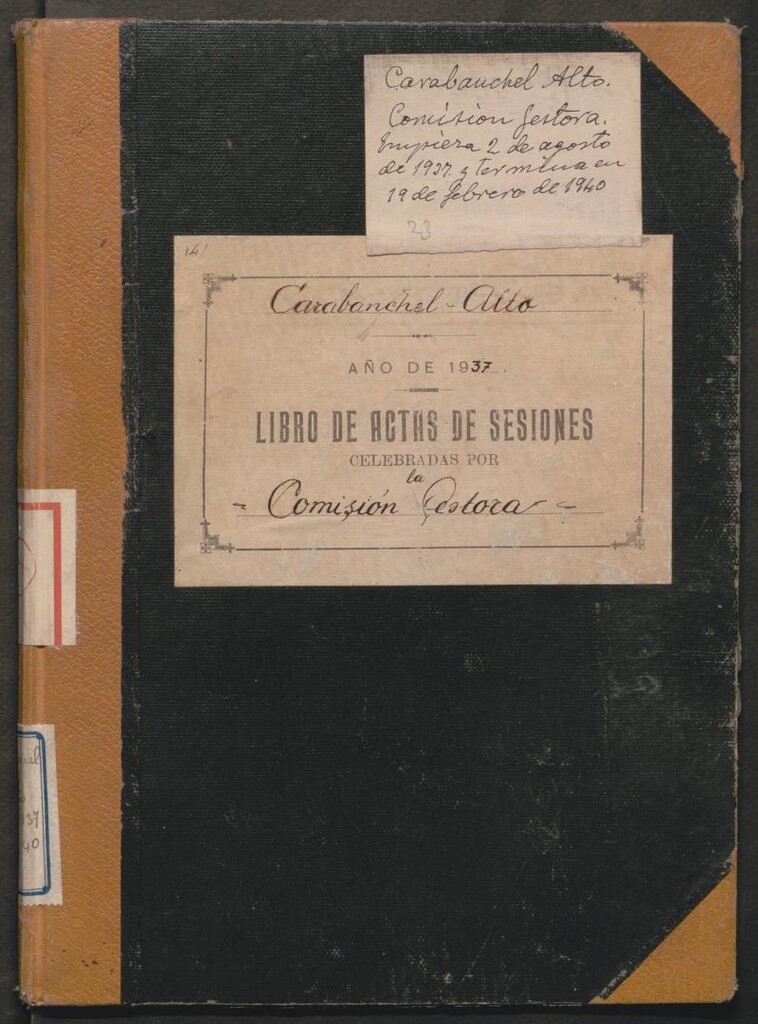 Carabanchel Alto.
Comision Gestora.
Empieza 2 de agosto
de 1937 y termina en
19 de febrero de 1940
23
14
Carabanchel-Alto
AÑO DE 1937.
LIBRO DE ACTAS DE SESIONES
CELEBRADAS POR
la
- Comisión Gestora -
37
40